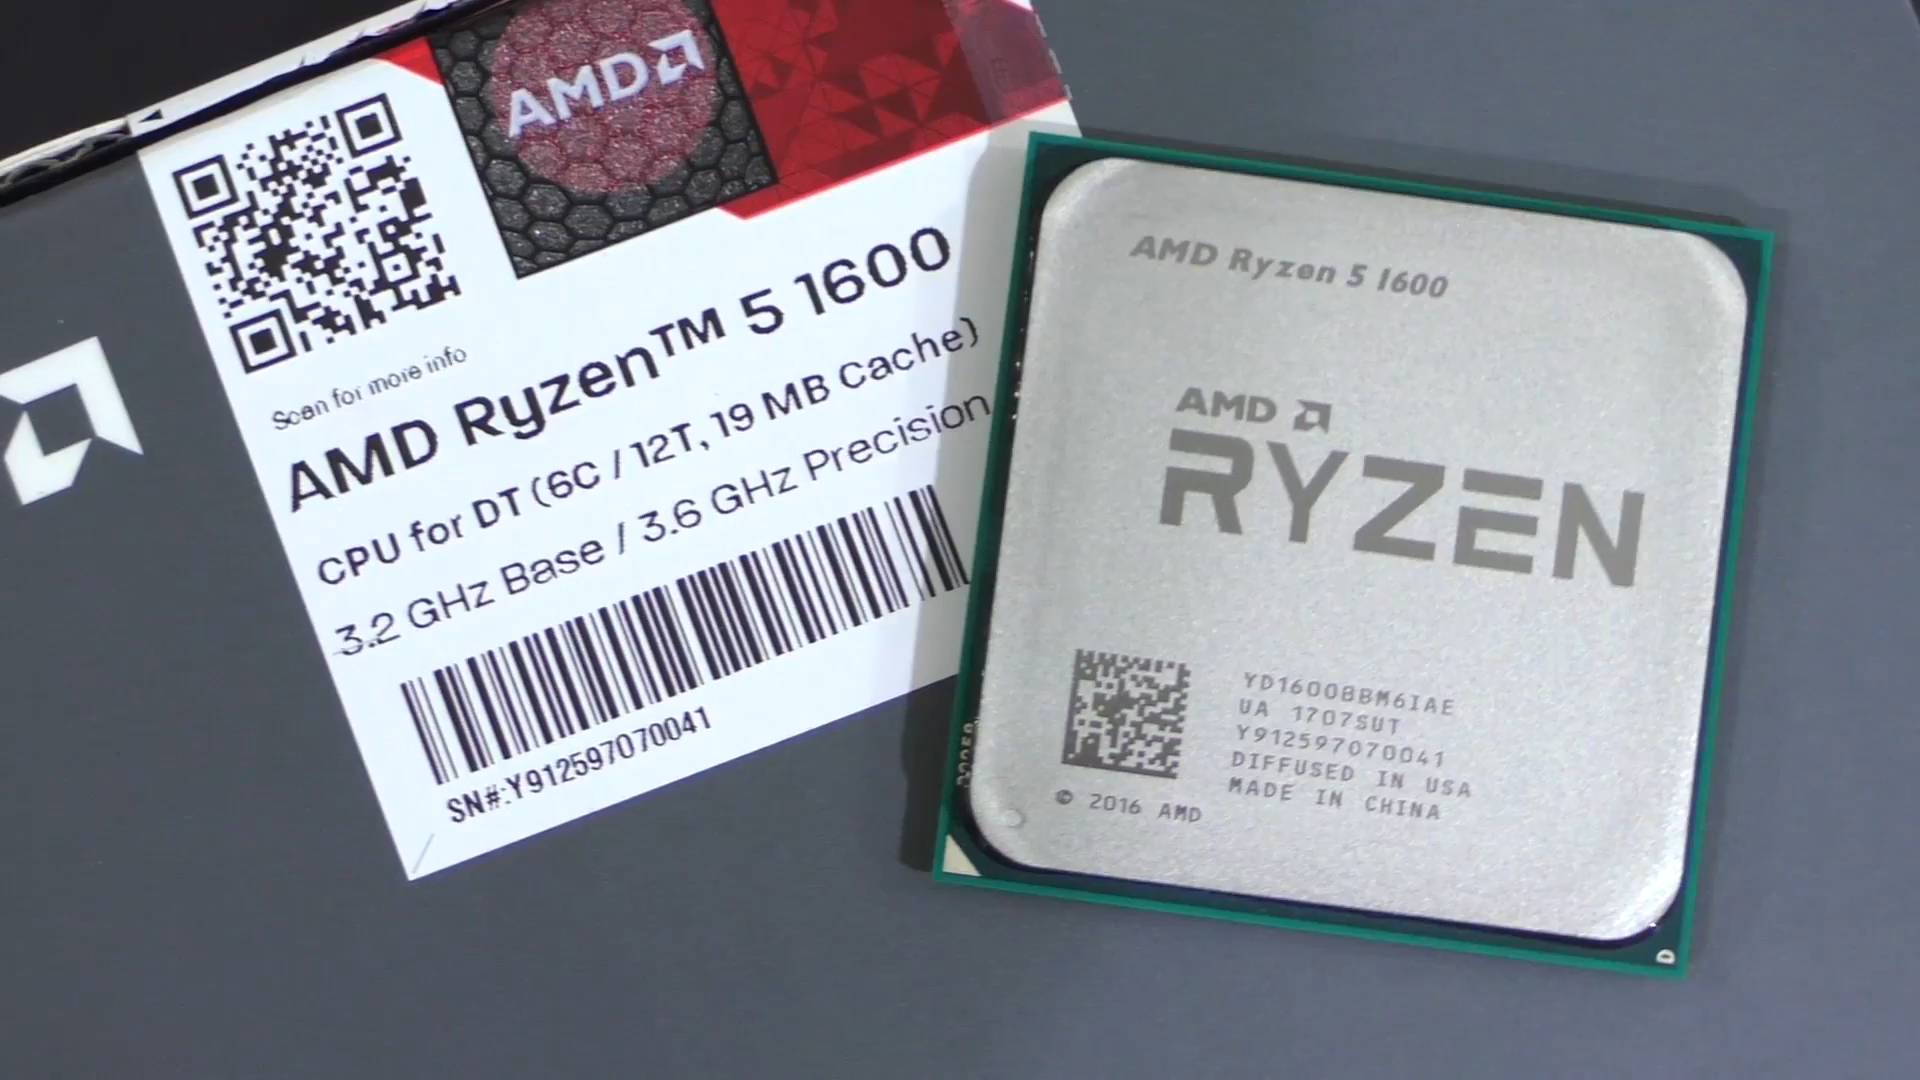 AMD
Scan for more info
AMD Ryzen™ 5 1600
CPU for DT (6C / 12T, 19 MB Cache)
3.2 GHz Base / 3.6 GHz Precision
SN#:Y912597070041
AMD Ryzen 5 1600
AMD
RYZEN
YD1600BBM6IAE
UA 1707SUT
Y912597070041
DIFFUSED IN USA
MADE IN CHINA
© 2016 AMD
D